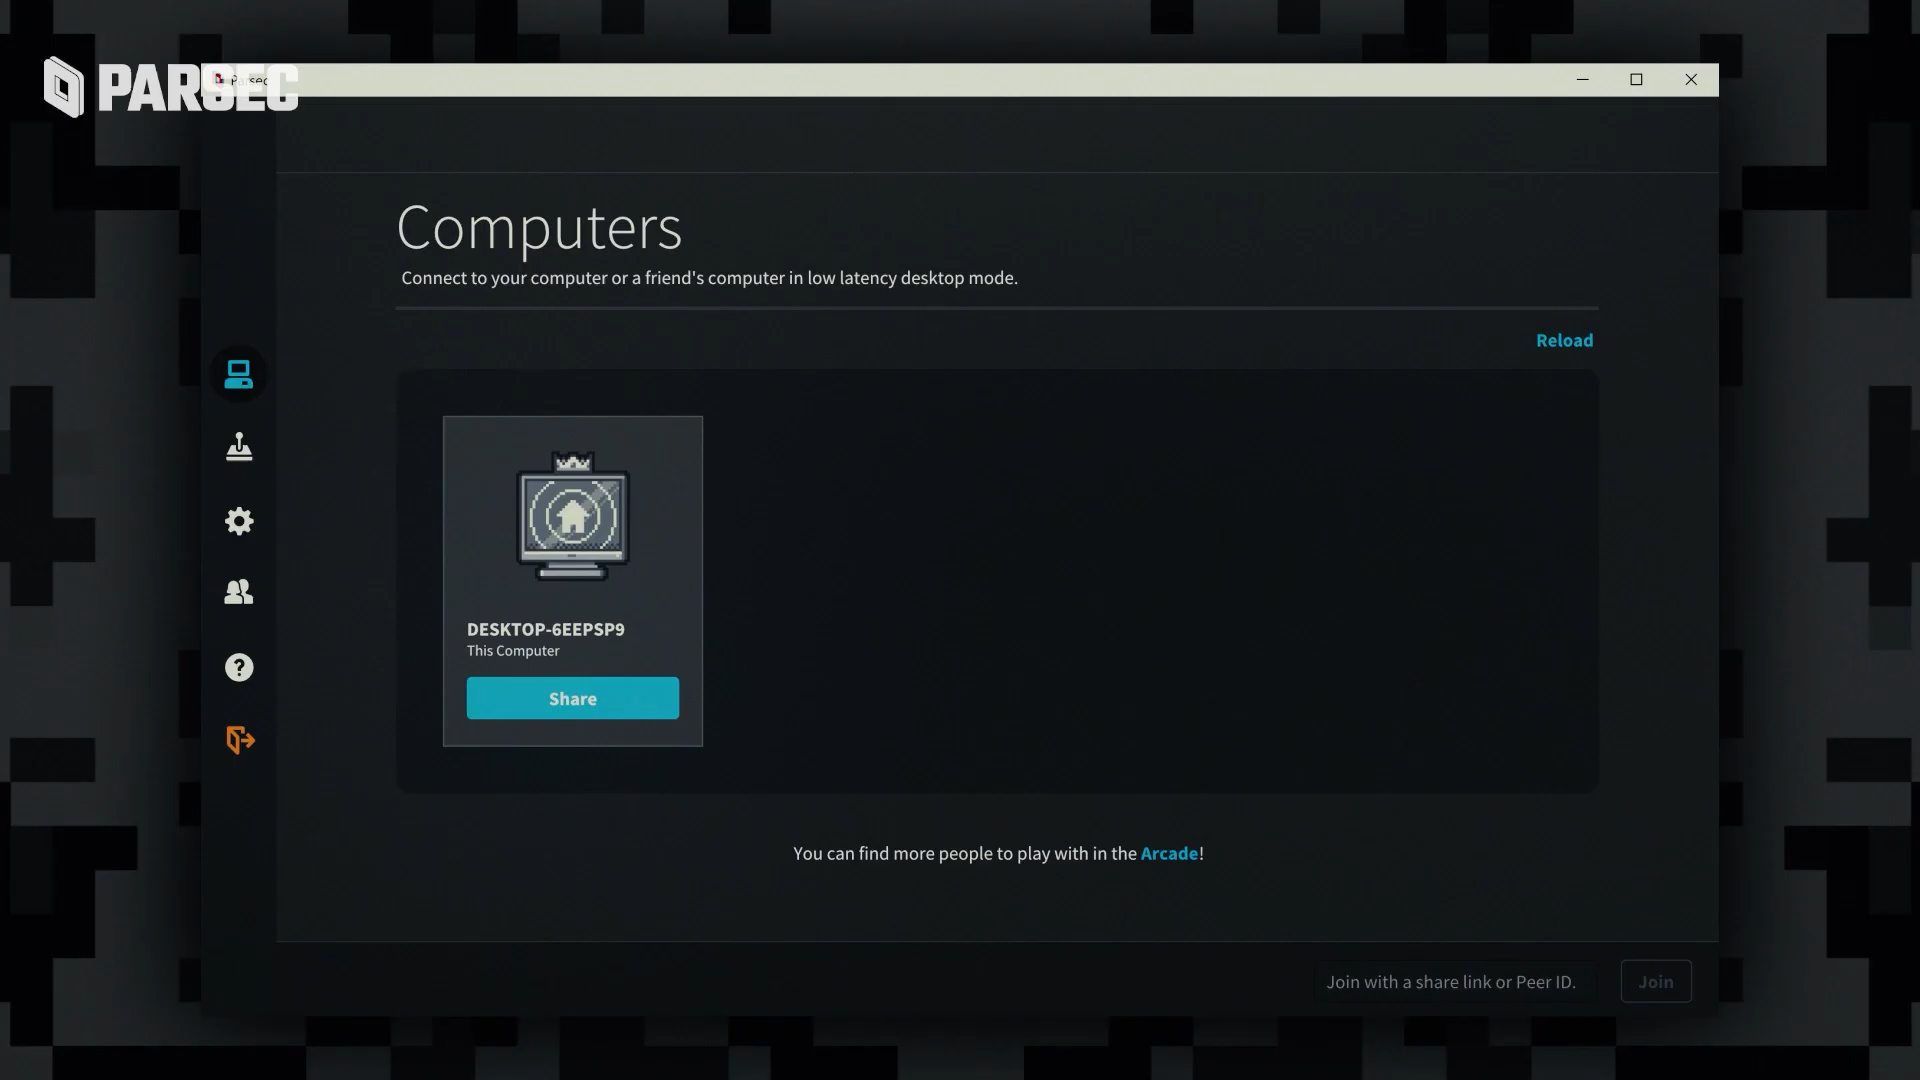 PARSEC
Parsec
Computers
Connect to your computer or a friend's computer in low latency desktop mode.
Reload
DESKTOP-6EEPSP9
This Computer
Share
You can find more people to play with in the Arcade!
Join with a share link or Peer ID.
Join